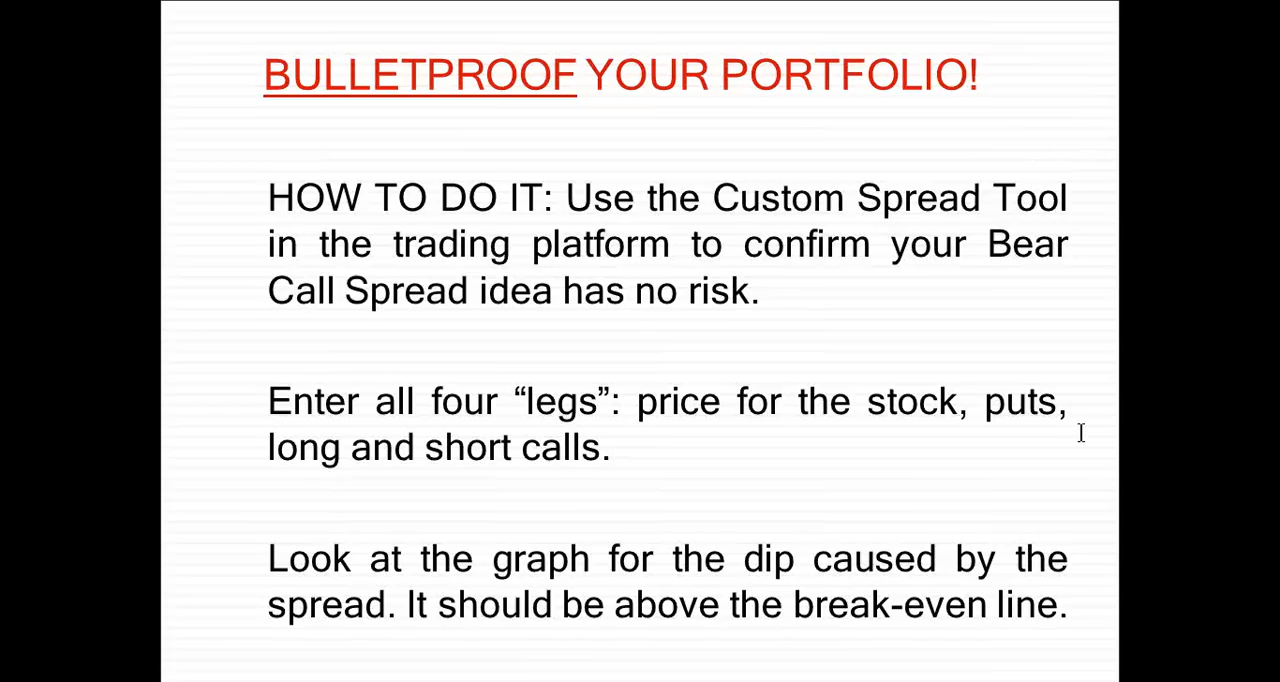 BULLETPROOF YOUR PORTFOLIO!
HOW TO DO IT: Use the Custom Spread Tool
in the trading platform to confirm your Bear
Call Spread idea has no risk.
Enter all four “legs”: price for the stock, puts,
long and short calls.
Look at the graph for the dip caused by the
spread. It should be above the break-even line.